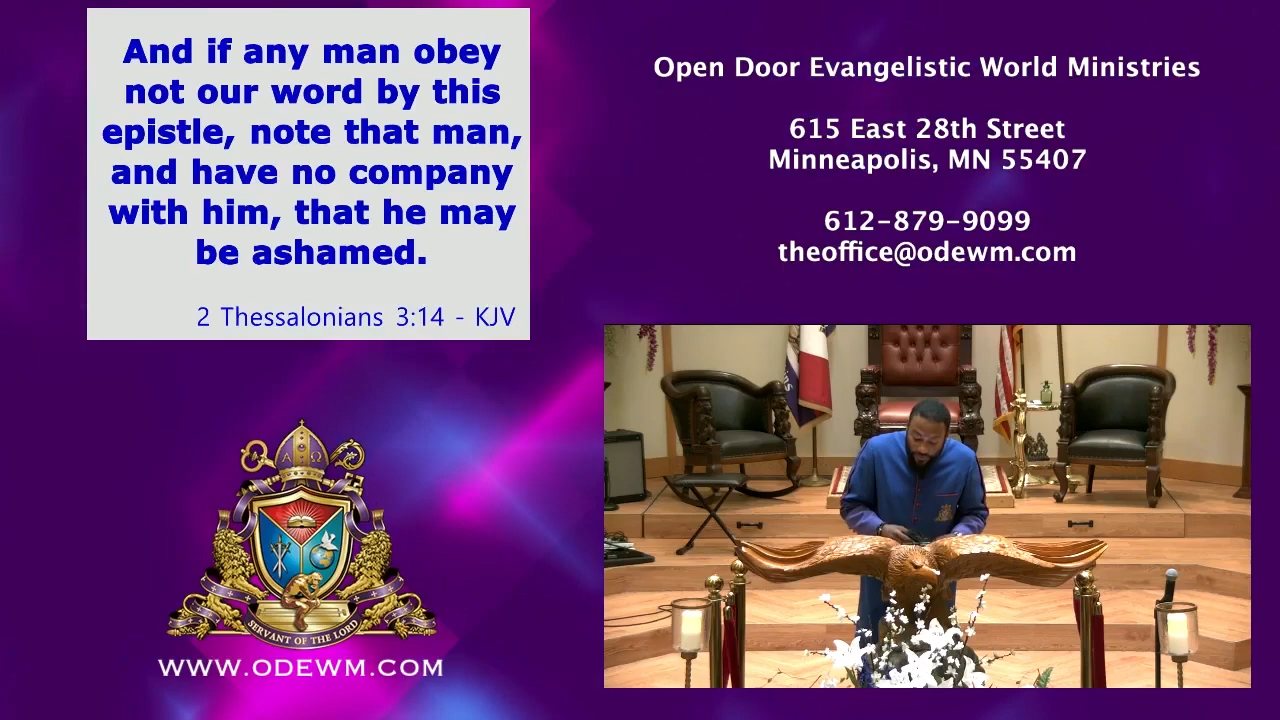 And if any man obey
not our word by this
epistle, note that man,
and have no company
with him, that he may
be ashamed.
2 Thessalonians 3:14 - KJV
Open Door Evangelistic World Ministries
615 East 28th Street
Minneapolis, MN 55407
612-879-9099
theoffice@odewm.com
A Ω
SERVANT OF THE LORD
WWW.ODEWM.COM